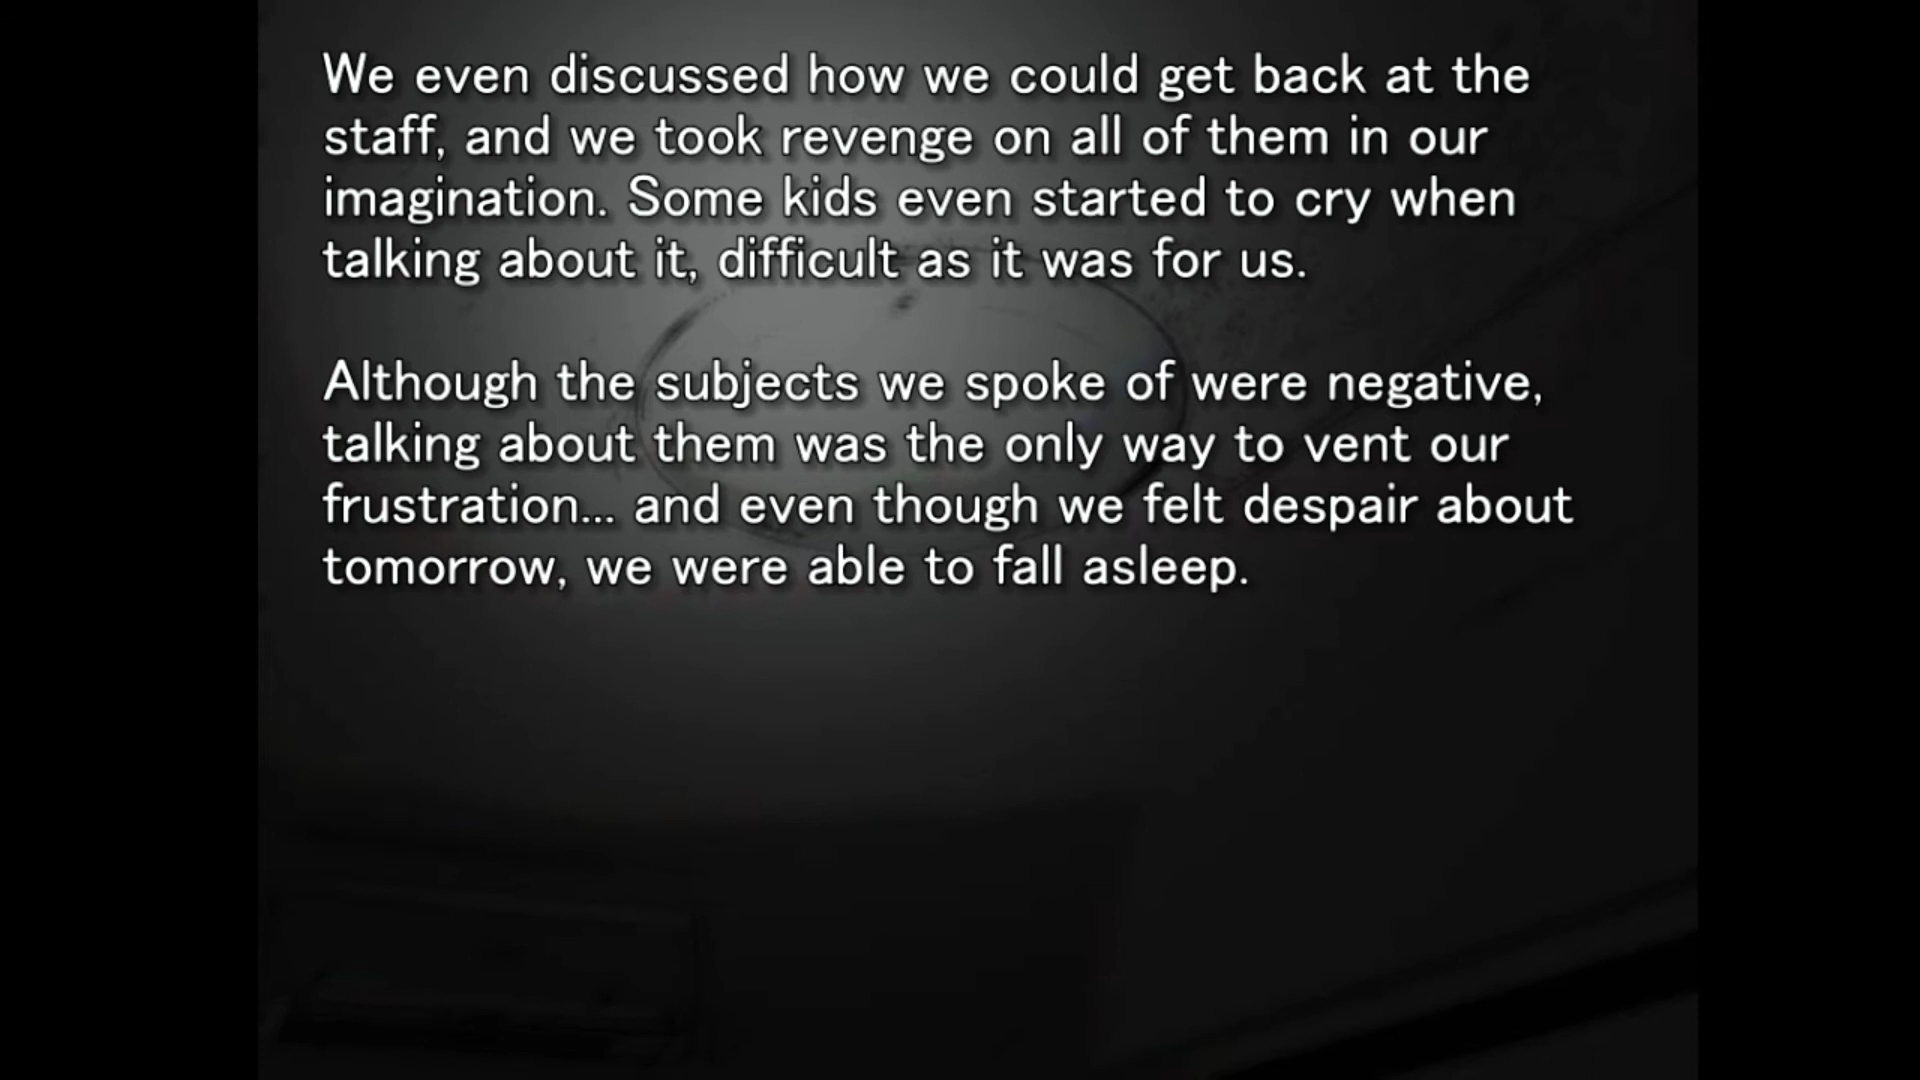 We even discussed how we could get back at the
staff, and we took revenge on all of them in our
imagination. Some kids even started to cry when
talking about it, difficult as it was for us.
Although the subjects we spoke of were negative,
talking about them was the only way to vent our
frustration... and even though we felt despair about
tomorrow, we were able to fall asleep.